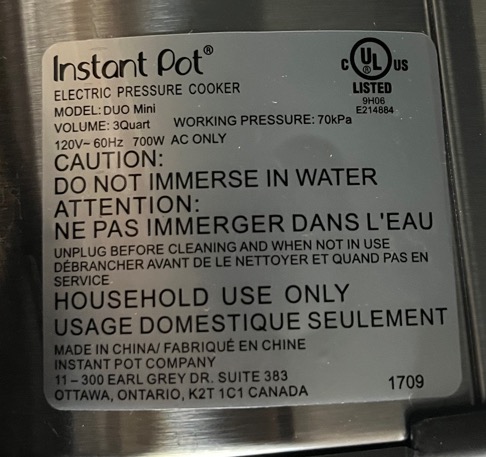 Instant Pot®
ELECTRIC PRESSURE COOKER
MODEL: DUO Mini
VOLUME: 3Quart WORKING PRESSURE: 70kPa
120V~ 60Hz 700W AC ONLY
C UL ® US
LISTED
9H06
E214884
CAUTION:
DO NOT IMMERSE IN WATER
ATTENTION:
NE PAS IMMERGER DANS L'EAU
UNPLUG BEFORE CLEANING AND WHEN NOT IN USE
DÉBRANCHER AVANT DE LE NETTOYER ET QUAND PAS EN
SERVICE
HOUSEHOLD USE ONLY
USAGE DOMESTIQUE SEULEMENT
MADE IN CHINA/ FABRIQUÉ EN CHINE
INSTANT POT COMPANY
11 – 300 EARL GREY DR. SUITE 383
OTTAWA, ONTARIO, K2T 1C1 CANADA
1709